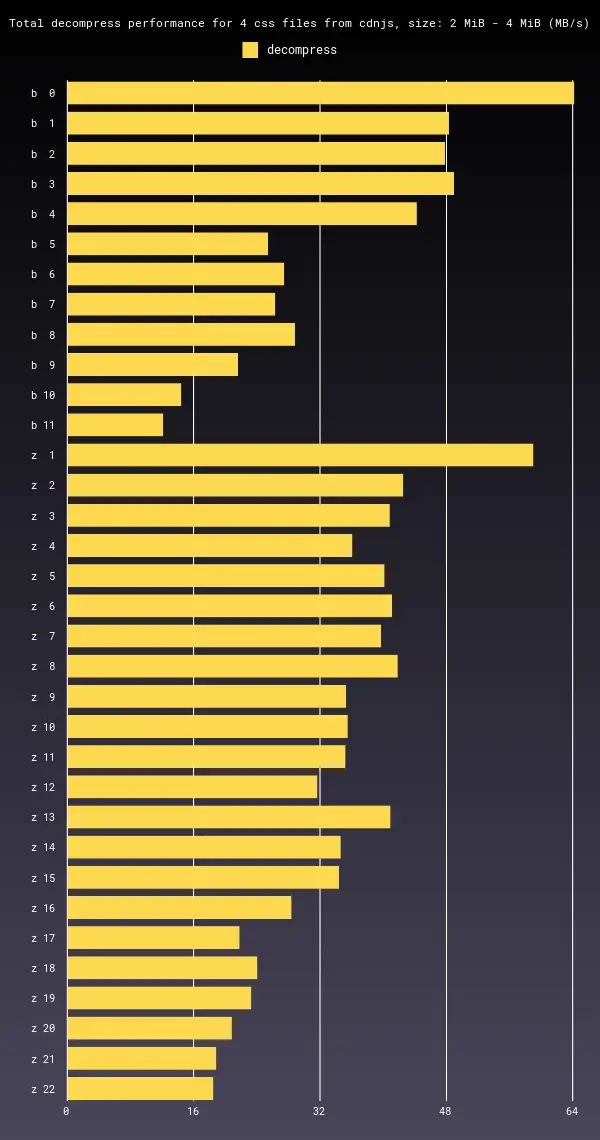 Total decompress performance for 4 css files from cdnjs, size: 2 MiB - 4 MiB (MB/s)
decompress
b  0
b  1
b  2
b  3
b  4
b  5
b  6
b  7
b  8
b  9
b 10
b 11
z  1
z  2
z  3
z  4
z  5
z  6
z  7
z  8
z  9
z 10
z 11
z 12
z 13
z 14
z 15
z 16
z 17
z 18
z 19
z 20
z 21
z 22
0 16 32 48 64